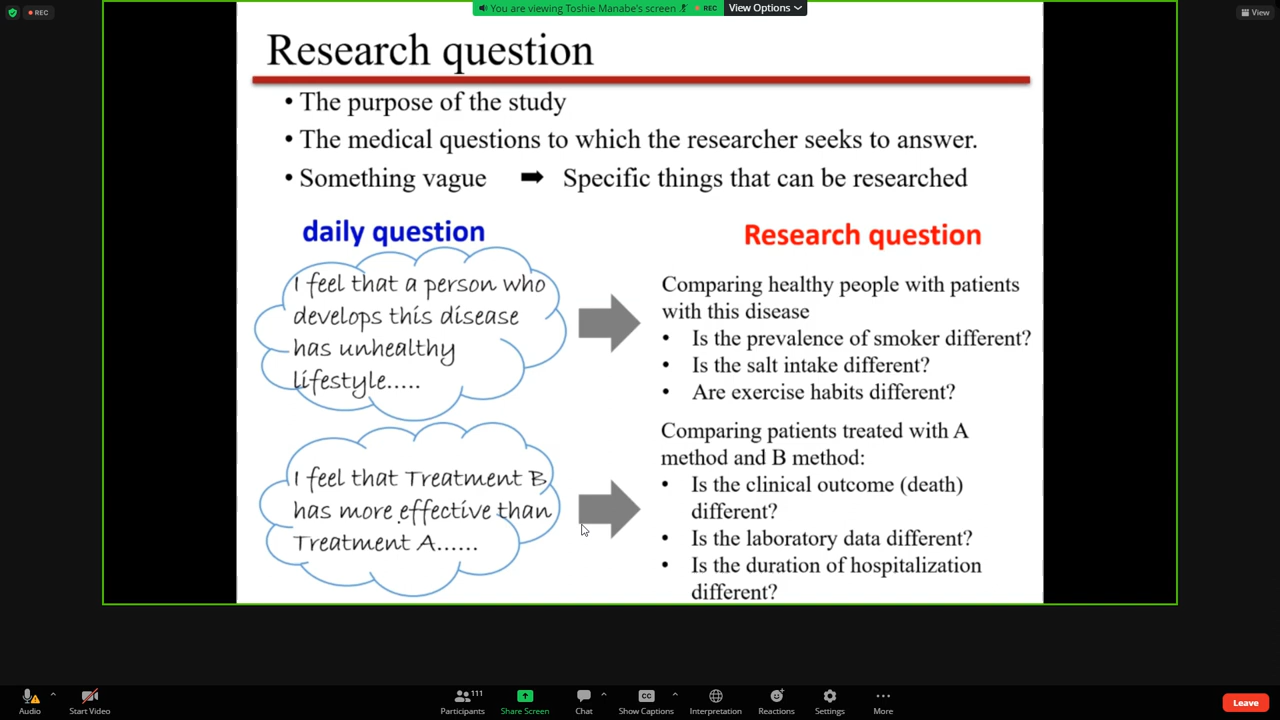 REC
You are viewing Toshie Manabe's screen
REC
View Options
View
Research question
• The purpose of the study
• The medical questions to which the researcher seeks to answer.
• Something vague ➡ Specific things that can be researched
daily question
Research question
I feel that a person who
develops this disease
has unhealthy
lifestyle.....
Comparing healthy people with patients
with this disease
• Is the prevalence of smoker different?
• Is the salt intake different?
• Are exercise habits different?
I feel that Treatment B
has more effective than
Treatment A......
Comparing patients treated with A
method and B method:
• Is the clinical outcome (death)
different?
• Is the laboratory data different?
• Is the duration of hospitalization
different?
Audio
Start Video
111
Participants
Share Screen
Chat
CC
Show Captions
Interpretation
Reactions
Settings
More
Leave